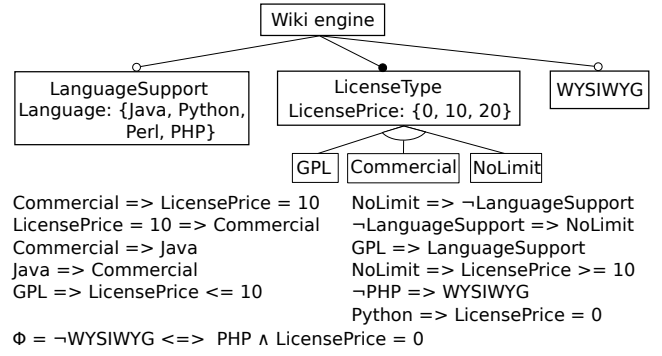 Wiki engine
LanguageSupport
Language: {Java, Python,
Perl, PHP}
LicenseType
LicensePrice: {0, 10, 20}
WYSIWYG
GPL
Commercial
NoLimit
Commercial => LicensePrice = 10
LicensePrice = 10 => Commercial
Commercial => Java
Java => Commercial
GPL => LicensePrice <= 10
NoLimit => ¬LanguageSupport
¬LanguageSupport => NoLimit
GPL => LanguageSupport
NoLimit => LicensePrice >= 10
¬PHP => WYSIWYG
Python => LicensePrice = 0
Φ = ¬WYSIWYG <=> PHP ∧ LicensePrice = 0